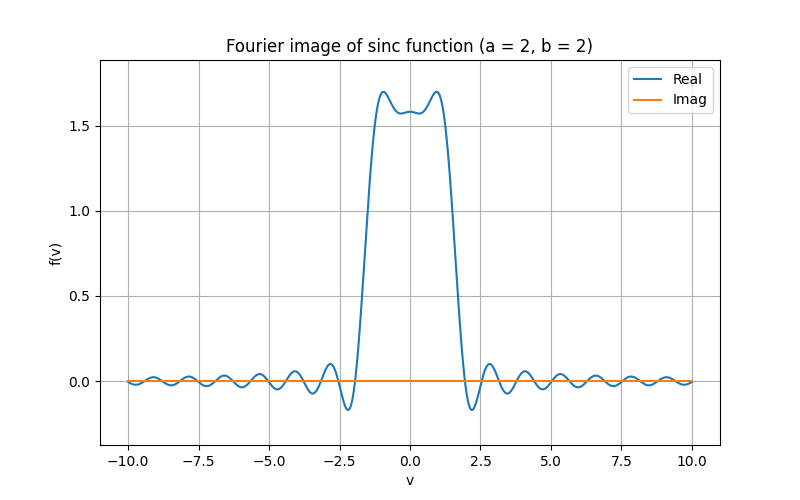 Fourier image of sinc function (a = 2, b = 2)
Real
Imag
f(v)
1.5
1.0
0.5
0.0
−10.0 −7.5 −5.0 −2.5 0.0 2.5 5.0 7.5 10.0
v